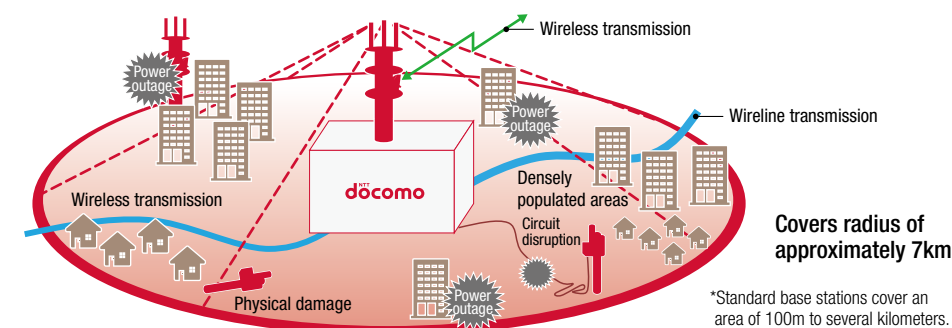 Wireless transmission
Power
outage
Power
outage
Wireline transmission
NTT
döcomo
Densely
populated areas
Wireless transmission
Circuit
disruption
Covers radius of
approximately 7km
Physical damage
Power
outage
*Standard base stations cover an
area of 100m to several kilometers.